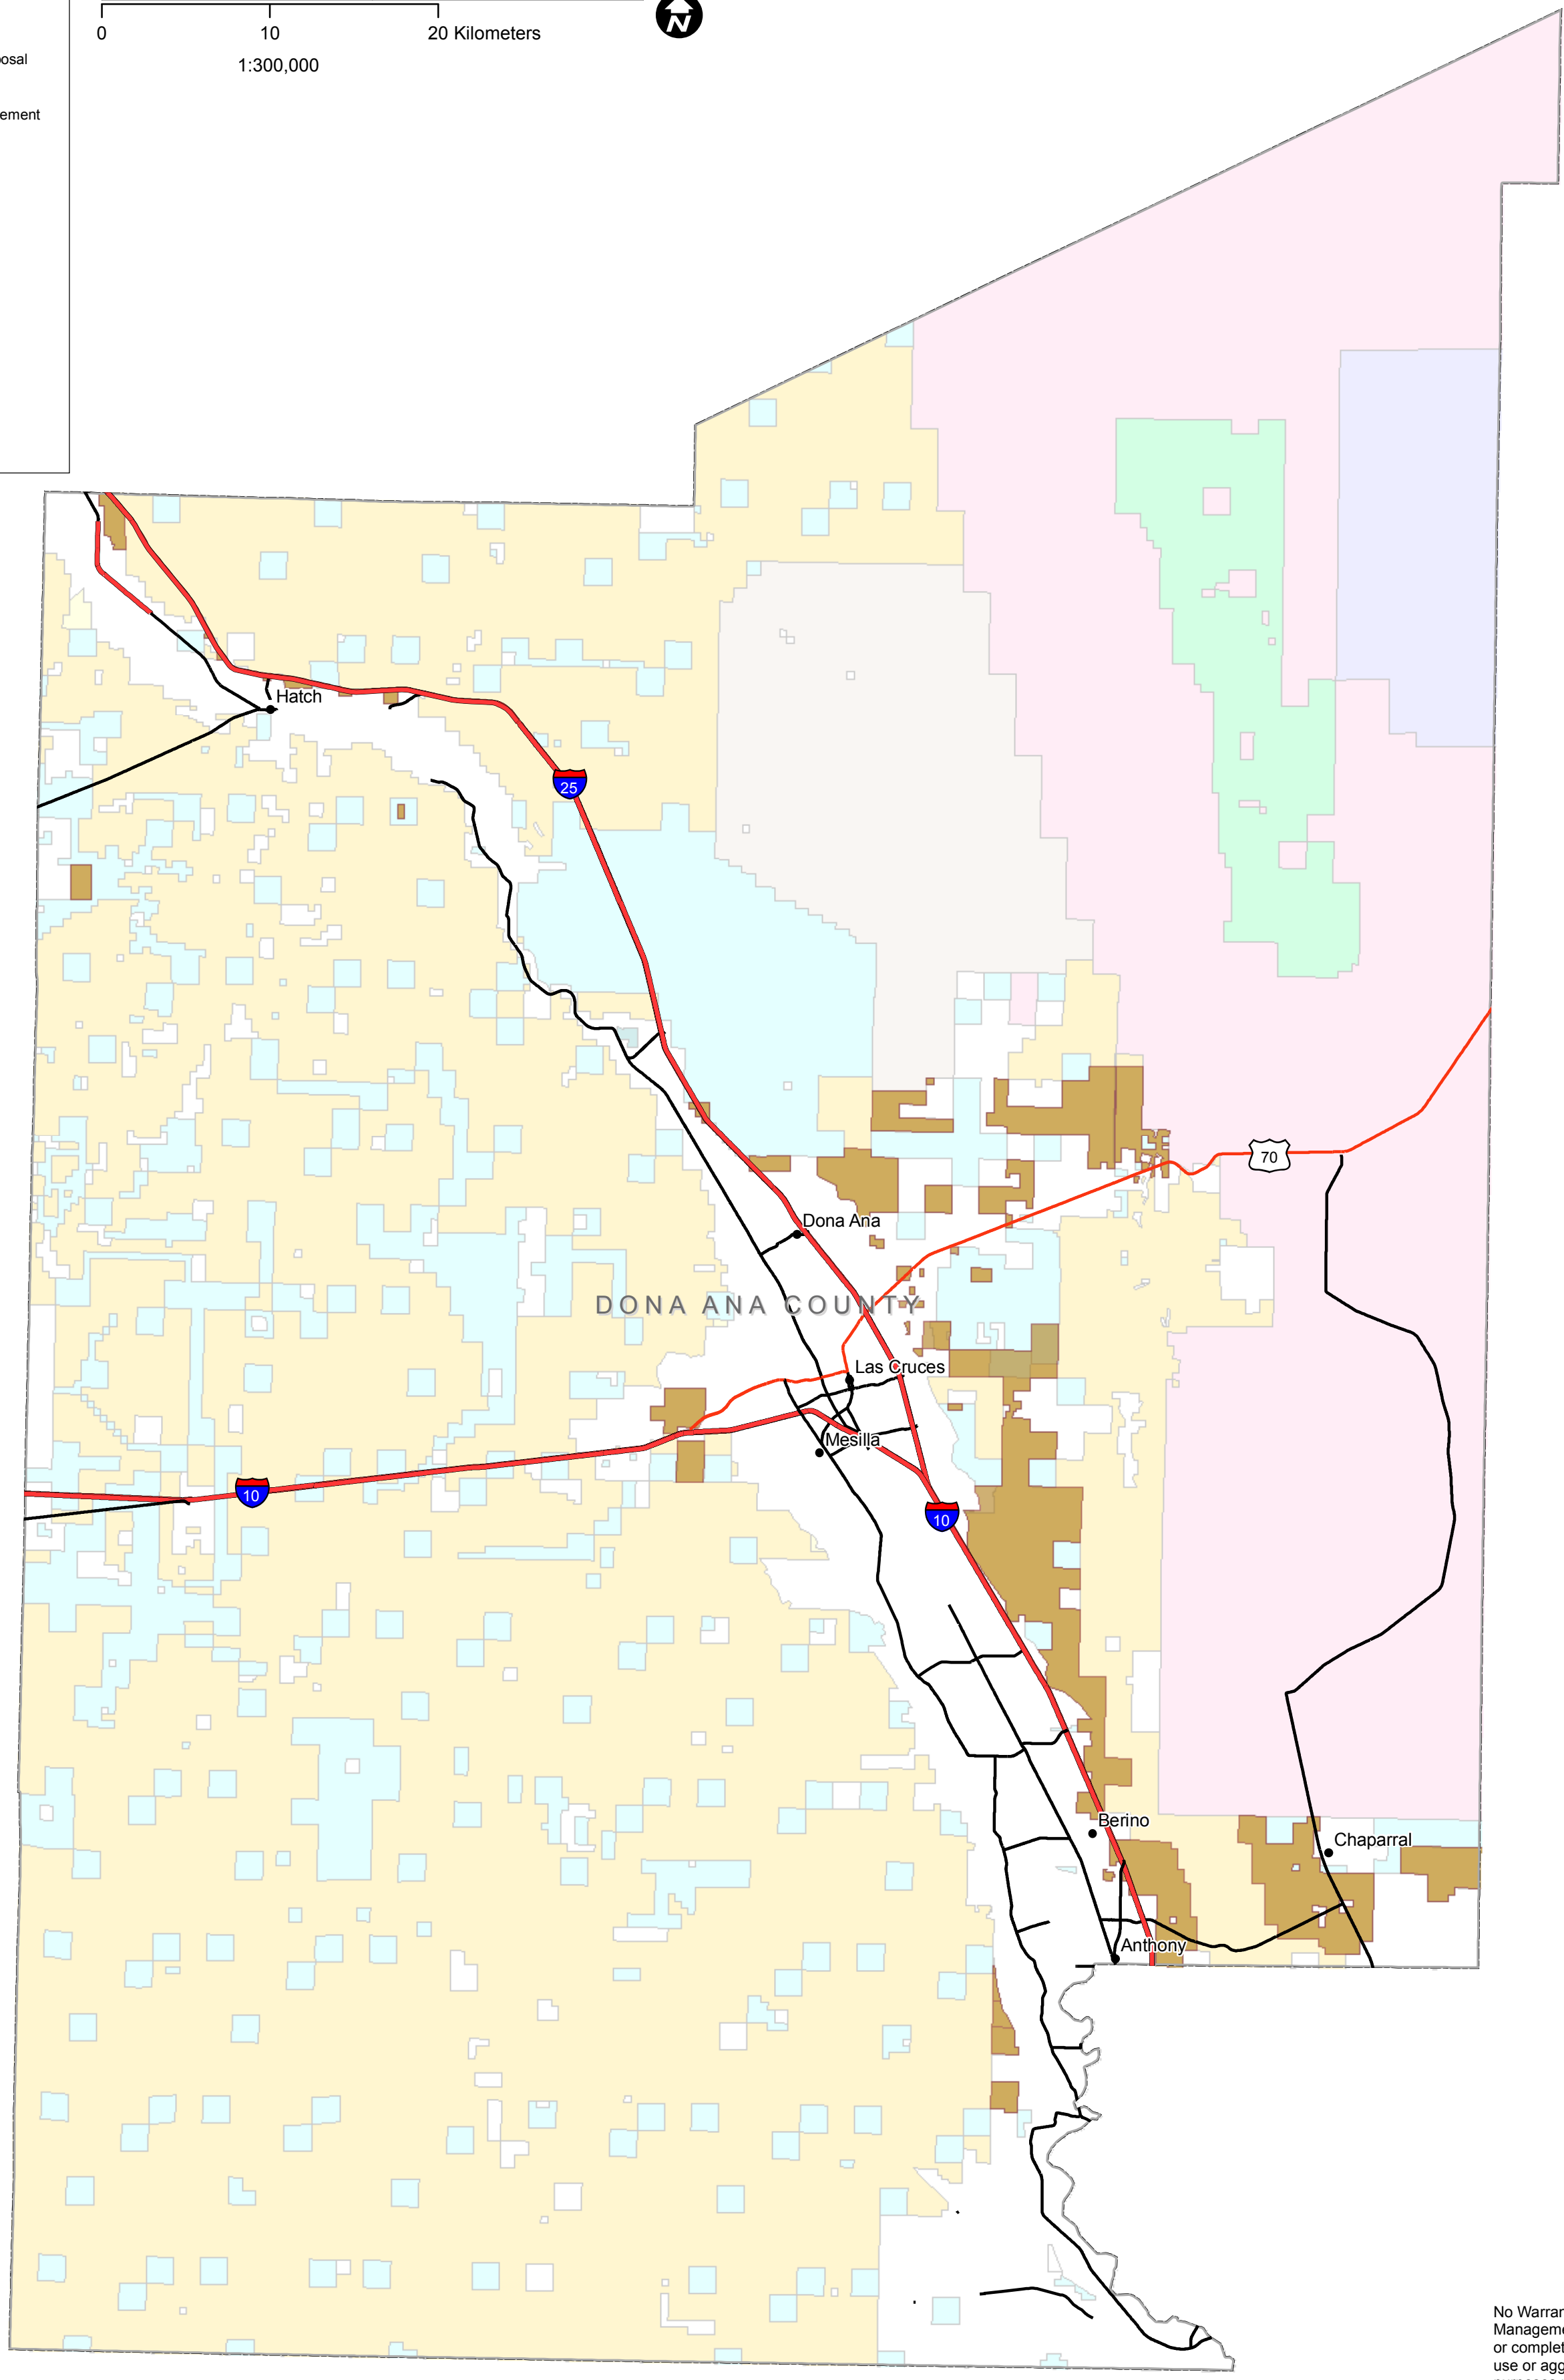 0 10 20 Kilometers
N
1:300,000
osal
ement
Hatch
25
70
Dona Ana
DONA ANA COUNTY
Las Cruces
Mesilla
10
10
Berino
Chaparral
Anthony
No Warran
Manageme
or complet
use or agg